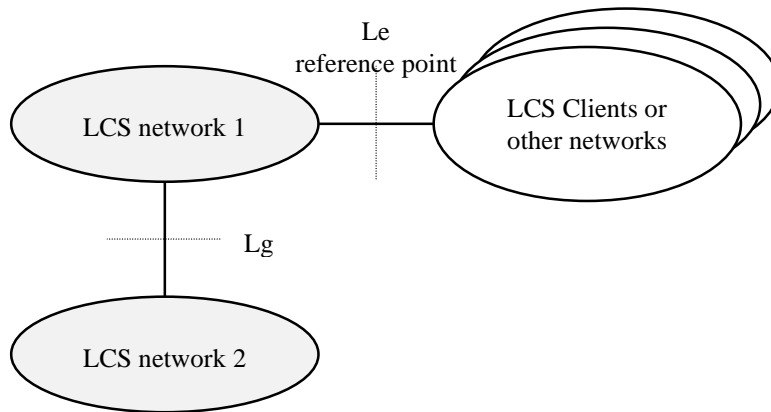 Le
reference point
LCS network 1
LCS Clients or
other networks
Lg
LCS network 2